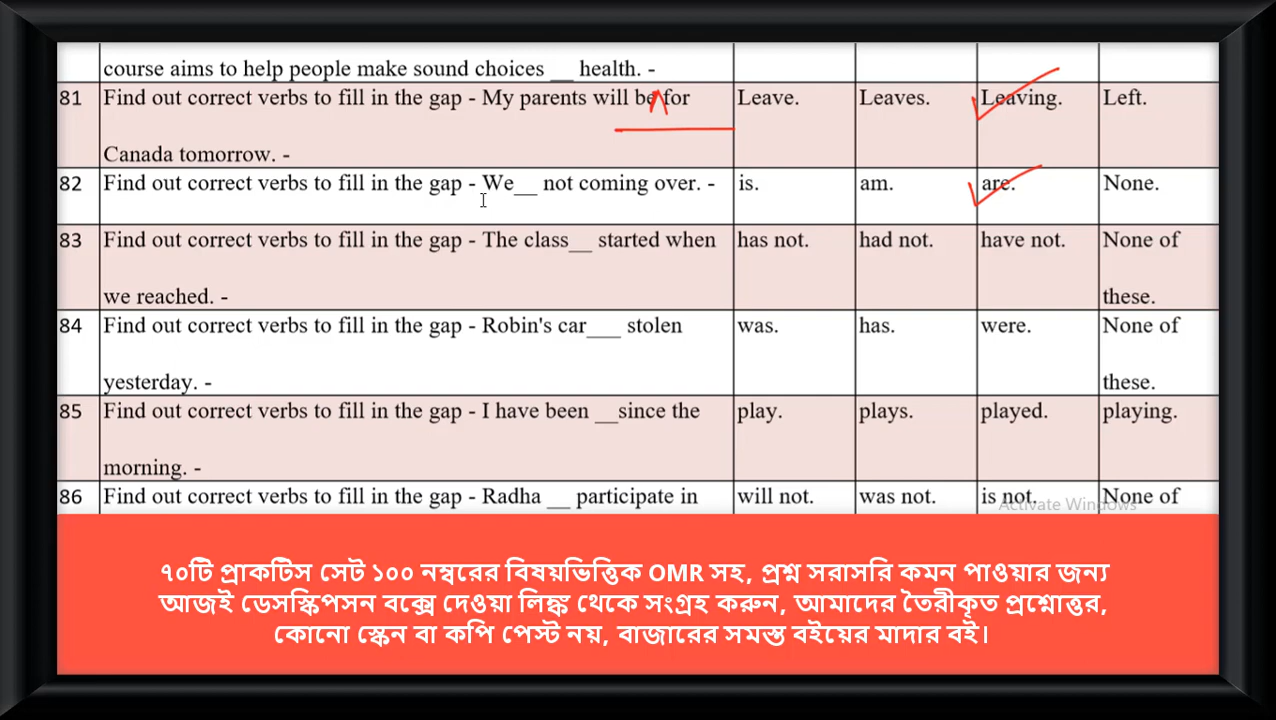 course aims to help people make sound choices __ health. -
81 Find out correct verbs to fill in the gap - My parents will be for Leave. Leaves. Leaving. Left.
Canada tomorrow. -
82 Find out correct verbs to fill in the gap - We__ not coming over. - is. am. are. None.
83 Find out correct verbs to fill in the gap - The class__ started when has not. had not. have not. None of
we reached. - these.
84 Find out correct verbs to fill in the gap - Robin's car___ stolen was. has. were. None of
yesterday. - these.
85 Find out correct verbs to fill in the gap - I have been __since the play. plays. played. playing.
morning. -
86 Find out correct verbs to fill in the gap - Radha __ participate in will not. was not. is not. None of
Activate Windows
৭০টি প্রাকটিস সেট ১০০ নম্বরের বিষয়ভিত্তিক OMR সহ, প্রশ্ন সরাসরি কমন পাওয়ার জন্য
আজই ডেসস্কিপসন বক্সে দেওয়া লিঙ্ক থেকে সংগ্রহ করুন, আমাদের তৈরীকৃত প্রশ্নোত্তর,
কোনো স্কেন বা কপি পেস্ট নয়, বাজারের সমস্ত বইয়ের মাদার বই।